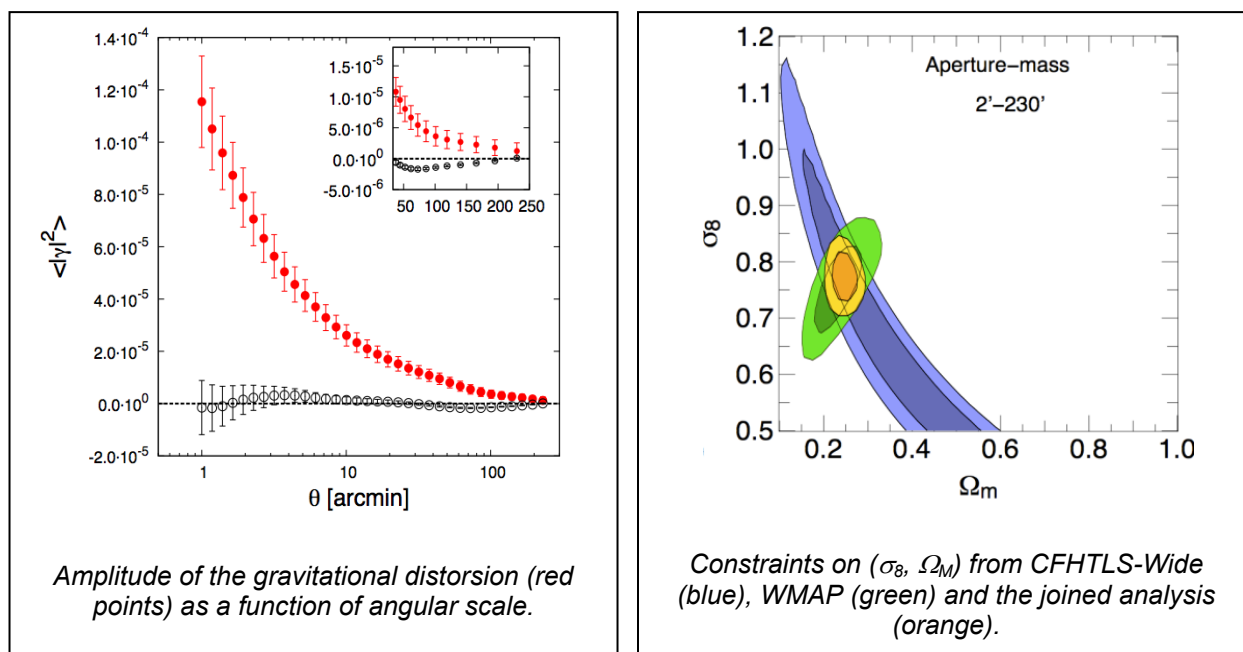 1.4·10⁻⁴
1.2·10⁻⁴
1.0·10⁻⁴
8.0·10⁻⁵
6.0·10⁻⁵
4.0·10⁻⁵
2.0·10⁻⁵
0.0·10⁰
-2.0·10⁻⁵
<|γ|²>
1 10 100
θ [arcmin]
1.5·10⁻⁵
1.0·10⁻⁵
5.0·10⁻⁶
0.0·10⁰
-5.0·10⁻⁶
50 100 150 200 250
Amplitude of the gravitational distorsion (red
points) as a function of angular scale.
1.2
1.1
1.0
0.9
0.8
0.7
0.6
0.5
σ₈
Aperture−mass
2'−230'
0.2 0.4 0.6 0.8 1.0
Ωₘ
Constraints on (σ₈, Ω_M) from CFHTLS-Wide
(blue), WMAP (green) and the joined analysis
(orange).